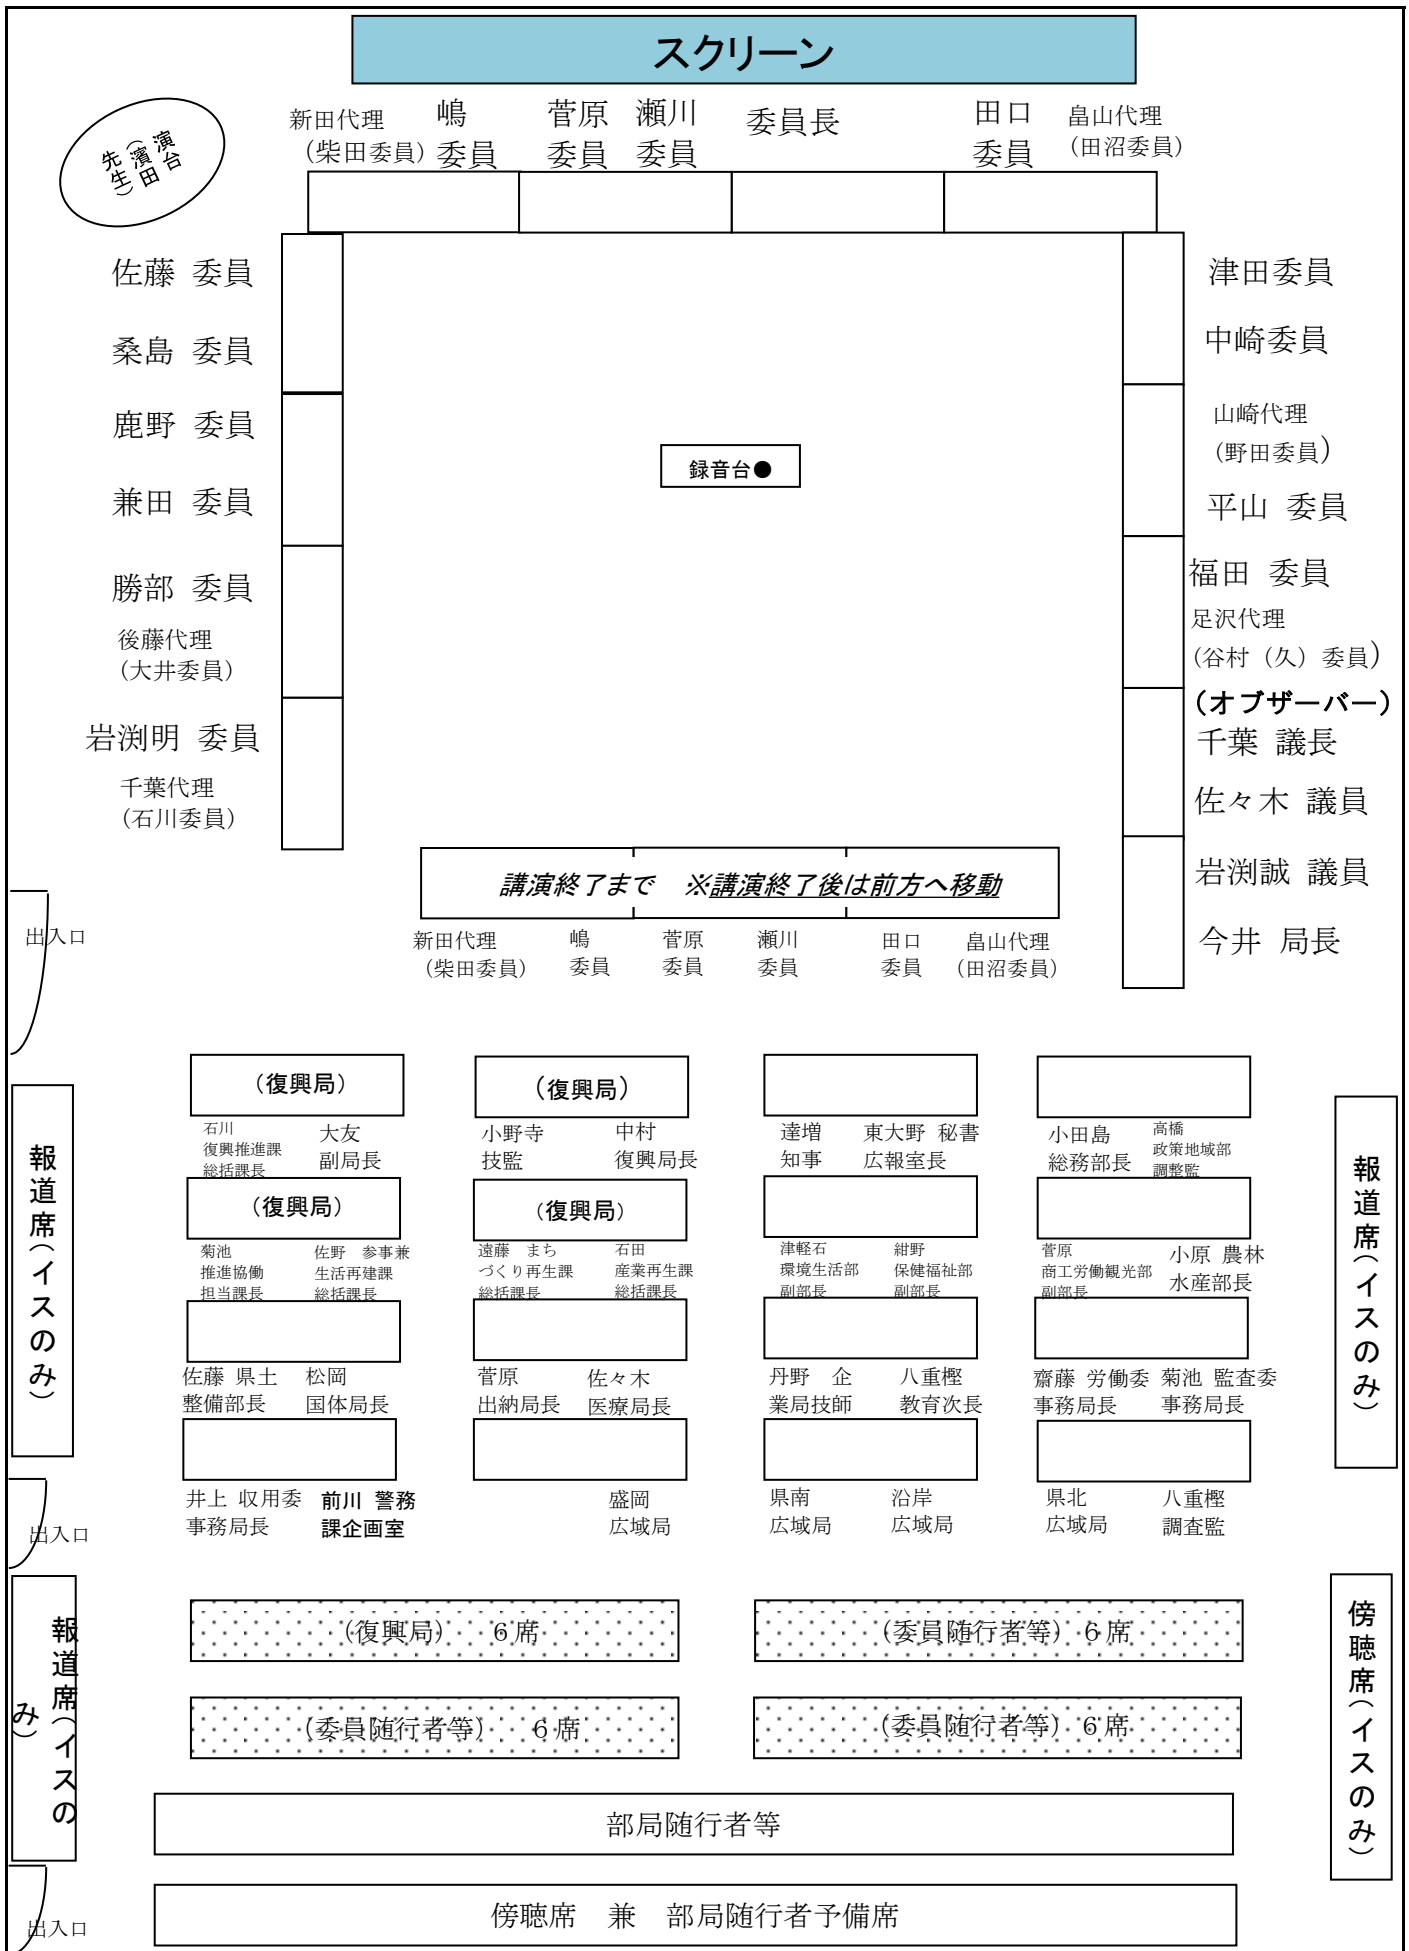 スクリーン
演台
(濱田
先生)
新田代理
(柴田委員)
嶋
委員
菅原
委員
瀬川
委員
委員長
田口
委員
畠山代理
(田沼委員)
佐藤 委員
桑島 委員
鹿野 委員
兼田 委員
勝部 委員
後藤代理
(大井委員)
岩渕明 委員
千葉代理
(石川委員)
録音台●
津田委員
中崎委員
山崎代理
(野田委員)
平山 委員
福田 委員
足沢代理
(谷村（久）委員)
(オブザーバー)
千葉 議長
佐々木 議員
岩渕誠 議員
今井 局長
講演終了まで ※講演終了後は前方へ移動
新田代理
(柴田委員)
嶋
委員
菅原
委員
瀬川
委員
田口
委員
畠山代理
(田沼委員)
出入口
報道席(イスのみ)
報道席(イスのみ)
(復興局)
石川
復興推進課
総括課長
大友
副局長
(復興局)
小野寺
技監
中村
復興局長
達増
知事
東大野 秘書
広報室長
小田島
総務部長
高橋
政策地域部
調整監
(復興局)
菊池
推進協働
担当課長
佐野 参事兼
生活再建課
総括課長
(復興局)
遠藤 まち
づくり再生課
総括課長
石田
産業再生課
総括課長
津軽石
環境生活部
副部長
紺野
保健福祉部
副部長
菅原
商工労働観光部
副部長
小原 農林
水産部長
佐藤 県土
整備部長
松岡
国体局長
菅原
出納局長
佐々木
医療局長
丹野 企
業局技師
八重樫
教育次長
齋藤 労働委
事務局長
菊池 監査委
事務局長
井上 収用委
事務局長
前川 警務
課企画室
盛岡
広域局
県南
広域局
沿岸
広域局
県北
広域局
八重樫
調査監
出入口
報道席(イスの
み)
傍聴席(イスのみ)
(復興局) 6席
(委員随行者等) 6席
(委員随行者等) 6席
(委員随行者等) 6席
部局随行者等
傍聴席 兼 部局随行者予備席
出入口